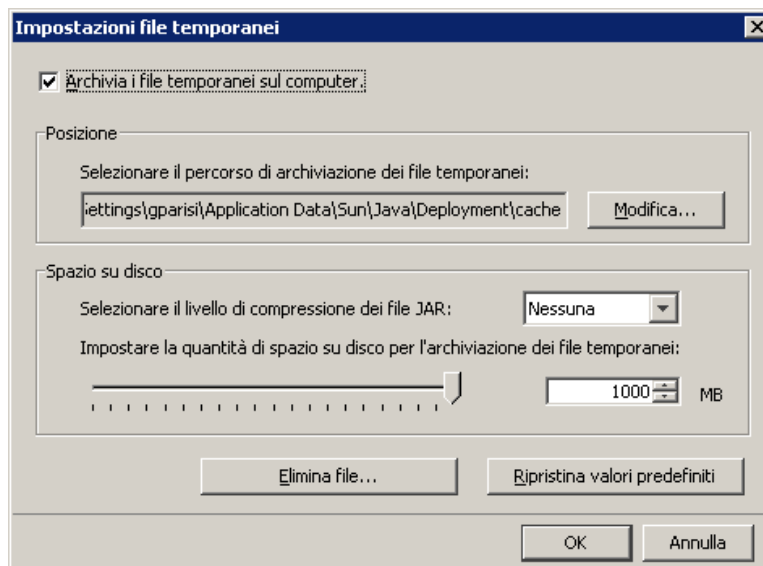 Impostazioni file temporanei
Archivia i file temporanei sul computer.
Posizione
Selezionare il percorso di archiviazione dei file temporanei:
ettings\gparisi\Application Data\Sun\Java\Deployment\cache
Modifica...
Spazio su disco
Selezionare il livello di compressione dei file JAR:
Nessuna
Impostare la quantità di spazio su disco per l'archiviazione dei file temporanei:
1000
MB
Elimina file...
Ripristina valori predefiniti
OK
Annulla